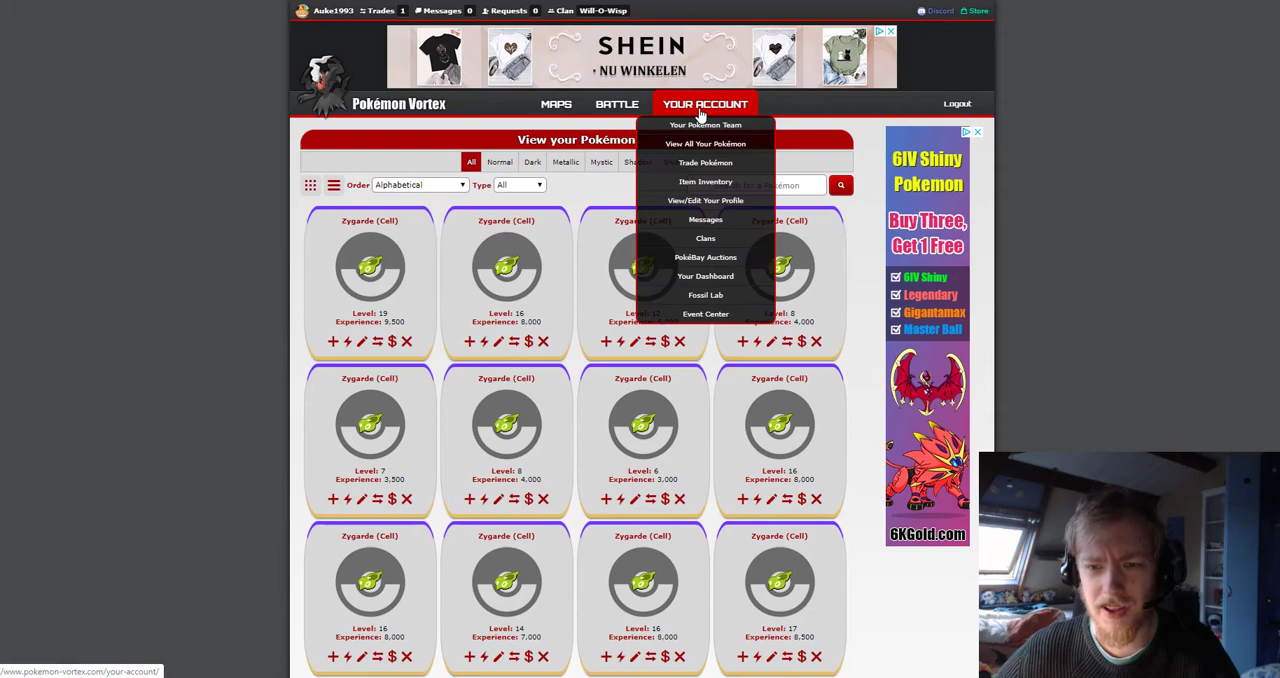 Auke1993 Trades 1 Messages 0 Requests 0 Clan Will-O-Wisp Discord Store
SHEIN
· NU WINKELEN
Pokémon Vortex MAPS BATTLE YOUR ACCOUNT Logout
Your Pokémon Team
View All Your Pokémon
Trade Pokémon
Item Inventory
View/Edit Your Profile
Messages
Clans
PokéBay Auctions
Your Dashboard
Fossil Lab
Event Center
View your Pokémon
All Normal Dark Metallic Mystic
Order Alphabetical Type All for a Pokémon
Zygarde (Cell) Zygarde (Cell)
Level: 19 Level: 16 Level: 8
Experience: 9,500 Experience: 8,000 Experience: 4,000
Zygarde (Cell) Zygarde (Cell) Zygarde (Cell) Zygarde (Cell)
Level: 7 Level: 8 Level: 6 Level: 16
Experience: 3,500 Experience: 4,000 Experience: 3,000 Experience: 8,000
Zygarde (Cell) Zygarde (Cell) Zygarde (Cell) Zygarde (Cell)
Level: 16 Level: 14 Level: 16 Level: 17
Experience: 8,000 Experience: 7,000 Experience: 8,000 Experience: 8,500
6IV Shiny
Pokemon
Buy Three,
Get 1 Free
6IV Shiny
Legendary
Gigantamax
Master Ball
6KGold.com
/www.pokemon-vortex.com/your-account/